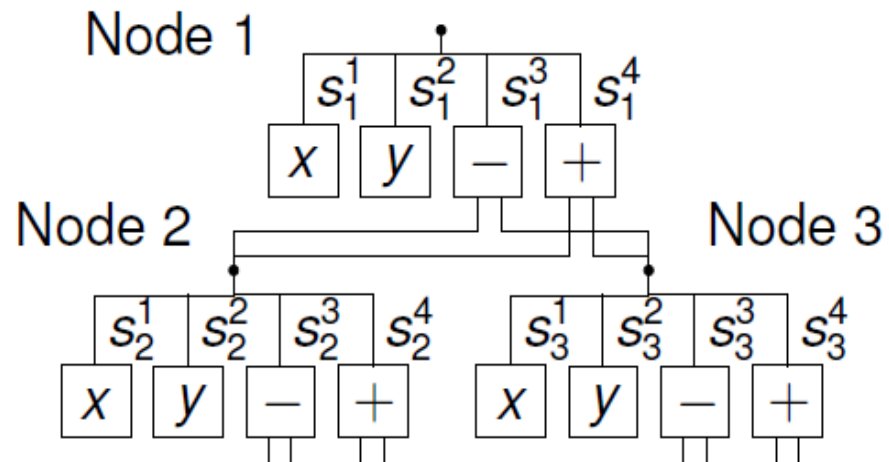 Node 1
s₁¹ s₁² s₁³ s₁⁴
x y − +
Node 2 Node 3
s₂¹ s₂² s₂³ s₂⁴ s₃¹ s₃² s₃³ s₃⁴
x y − + x y − +